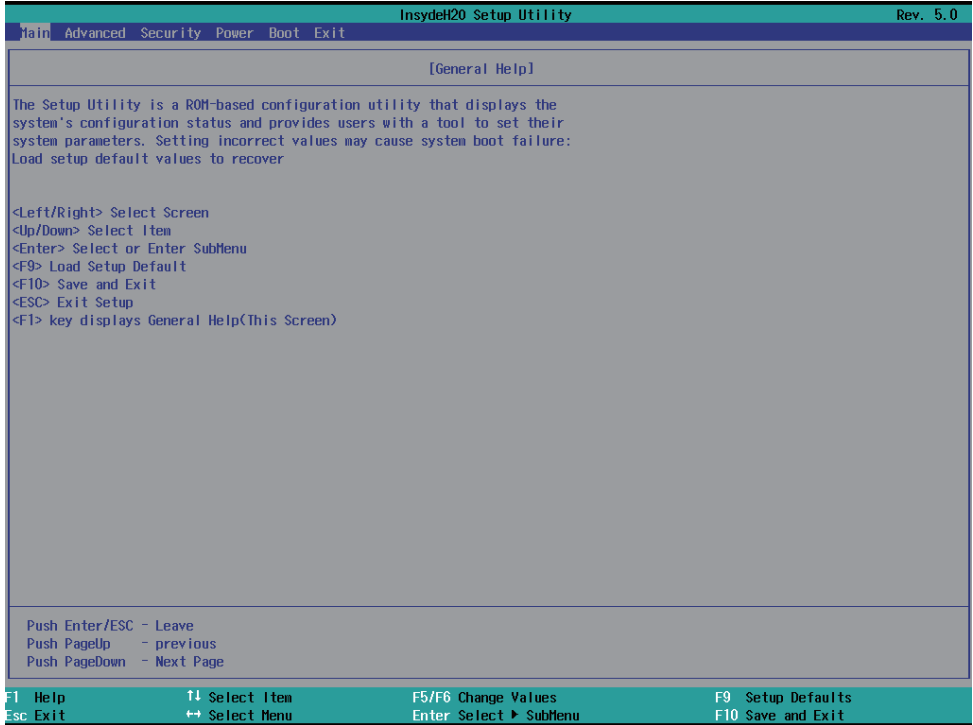 InsydeH20 Setup Utility Rev. 5.0
Main Advanced Security Power Boot Exit
[General Help]
The Setup Utility is a ROM-based configuration utility that displays the
system's configuration status and provides users with a tool to set their
system parameters. Setting incorrect values may cause system boot failure:
Load setup default values to recover
<Left/Right> Select Screen
<Up/Down> Select Item
<Enter> Select or Enter SubMenu
<F9> Load Setup Default
<F10> Save and Exit
<ESC> Exit Setup
<F1> key displays General Help(This Screen)
Push Enter/ESC - Leave
Push PageUp - previous
Push PageDown - Next Page
F1 Help ↑↓ Select Item F5/F6 Change Values F9 Setup Defaults
Esc Exit ↔ Select Menu Enter Select ▶ SubMenu F10 Save and Exit